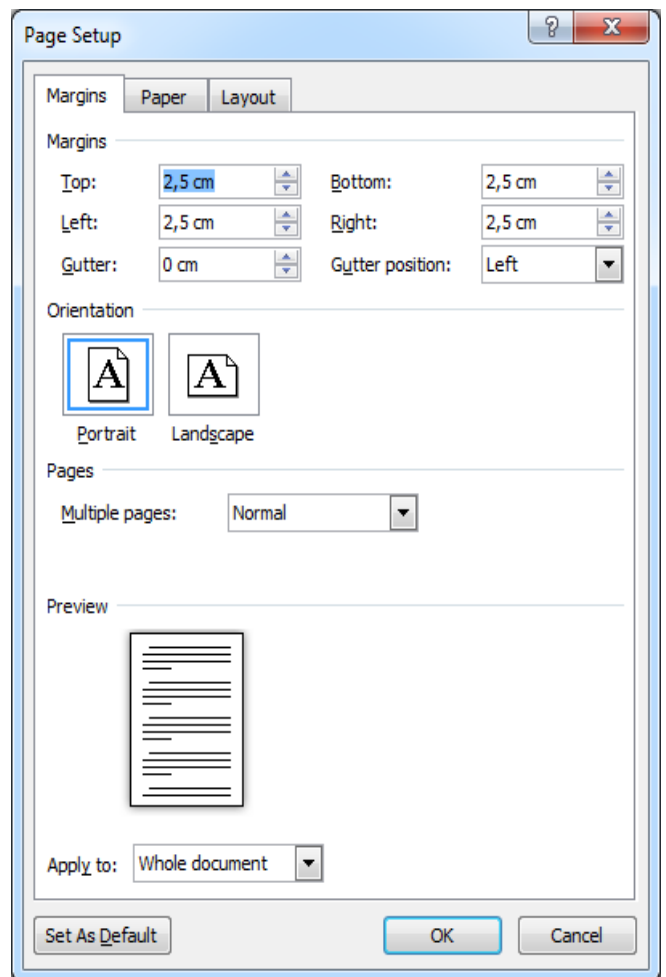 Page Setup
Margins Paper Layout
Margins
Top: 2,5 cm Bottom: 2,5 cm
Left: 2,5 cm Right: 2,5 cm
Gutter: 0 cm Gutter position: Left
Orientation
A A
Portrait Landscape
Pages
Multiple pages: Normal
Preview
Apply to: Whole document
Set As Default OK Cancel